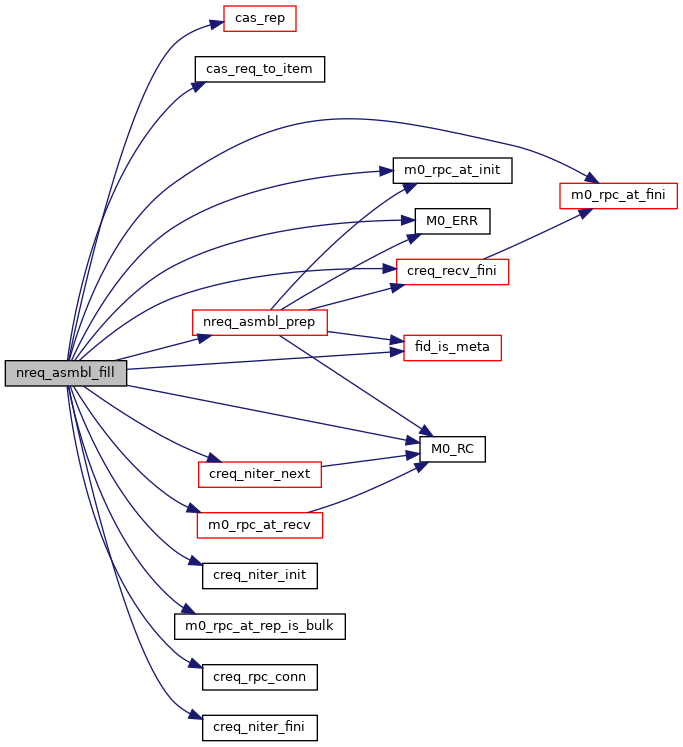 cas_rep
cas_req_to_item
m0_rpc_at_init
m0_rpc_at_fini
M0_ERR
creq_recv_fini
nreq_asmbl_prep
fid_is_meta
nreq_asmbl_fill
M0_RC
creq_niter_next
m0_rpc_at_recv
creq_niter_init
m0_rpc_at_rep_is_bulk
creq_rpc_conn
creq_niter_fini